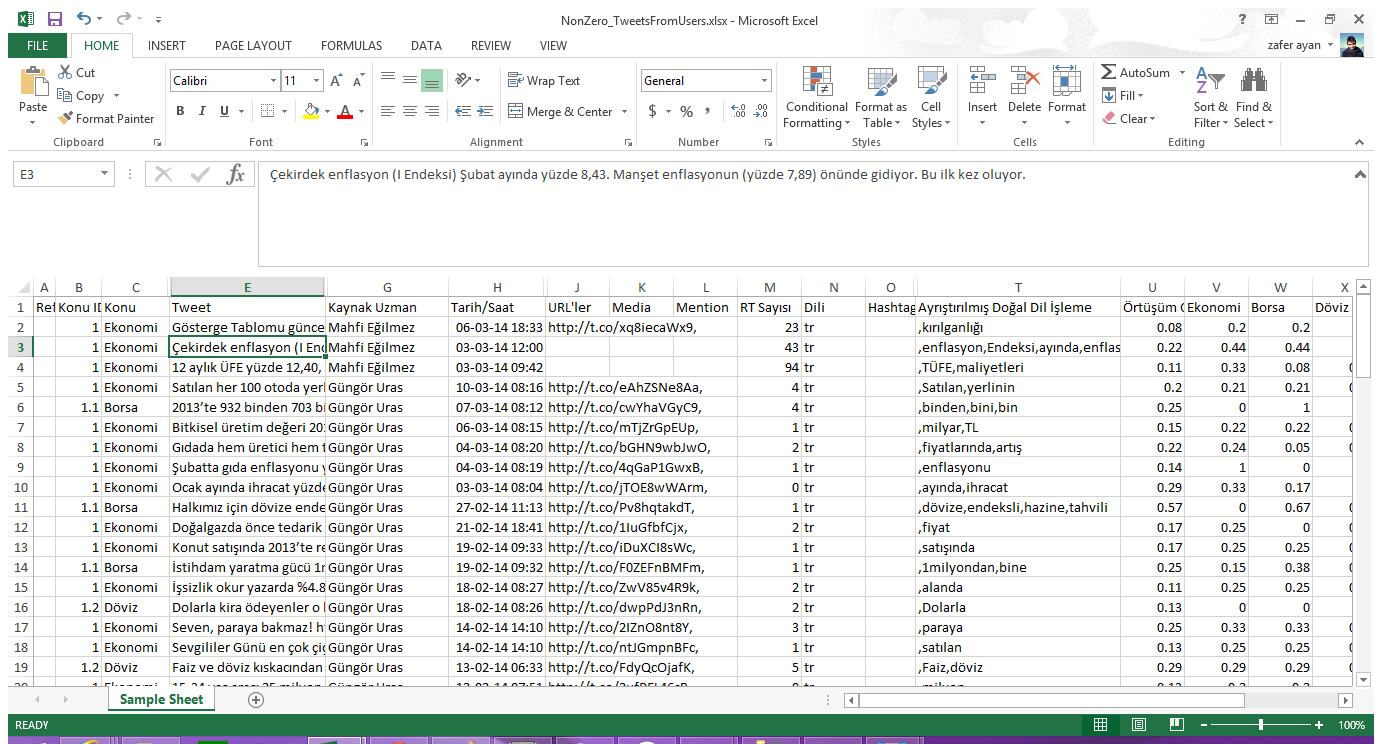 NonZero_TweetsFromUsers.xlsx - Microsoft Excel
FILE HOME INSERT PAGE LAYOUT FORMULAS DATA REVIEW VIEW zafer ayan
Paste Cut Copy Format Painter Clipboard
Calibri 11 B I U Font
Wrap Text Merge & Center Alignment
General $ % Number
Conditional Formatting Format as Table Cell Styles Styles
Insert Delete Format Cells
AutoSum Fill Clear Sort & Filter Find & Select Editing
E3 fx Çekirdek enflasyon (I Endeksi) Şubat ayında yüzde 8,43. Manşet enflasyonun (yüzde 7,89) önünde gidiyor. Bu ilk kez oluyor.
A B C E G H J K L M N O T U V W X
1 Ref Konu ID Konu Tweet Kaynak Uzman Tarih/Saat URL'ler Media Mention RT Sayısı Dili Hashtag Ayrıştırılmış Doğal Dil İşleme Örtüşüm Ekonomi Borsa Döviz
2 1 Ekonomi Gösterge Tablomu günce Mahfi Eğilmez 06-03-14 18:33 http://t.co/xq8iecaWx9, 23 tr ,kırılganlığı 0.08 0.2 0.2
3 1 Ekonomi Çekirdek enflasyon (I End Mahfi Eğilmez 03-03-14 12:00 43 tr ,enflasyon,Endeksi,ayında,enflas 0.22 0.44 0.44
4 1 Ekonomi 12 aylık ÜFE yüzde 12,40, Mahfi Eğilmez 03-03-14 09:42 94 tr ,TÜFE,maliyetleri 0.11 0.33 0.08
5 1 Ekonomi Satılan her 100 otoda yerl Güngör Uras 10-03-14 08:16 http://t.co/eAhZSNe8Aa, 4 tr ,Satılan,yerlinin 0.2 0.21 0.21
6 1.1 Borsa 2013’te 932 binden 703 bi Güngör Uras 07-03-14 08:12 http://t.co/cwYhaVGyC9, 4 tr ,binden,bini,bin 0.25 0 1
7 1 Ekonomi Bitkisel üretim değeri 201 Güngör Uras 06-03-14 08:15 http://t.co/mTjZrGpEUp, 1 tr ,milyar,TL 0.15 0.22 0.22
8 1 Ekonomi Gıdada hem üretici hem t Güngör Uras 04-03-14 08:20 http://t.co/bGHN9wbJwO, 2 tr ,fiyatlarında,artış 0.22 0.24 0.05
9 1 Ekonomi Şubatta gıda enflasyonu y Güngör Uras 04-03-14 08:19 http://t.co/4qGaP1GwxB, 1 tr ,enflasyonu 0.14 1 0
10 1 Ekonomi Ocak ayında ihracat yüzde Güngör Uras 03-03-14 08:04 http://t.co/jTOE8wWArm, 0 tr ,ayında,ihracat 0.29 0.33 0.17
11 1.1 Borsa Halkımız için dövize ende Güngör Uras 27-02-14 11:13 http://t.co/Pv8hqtakdT, 1 tr ,dövize,endeksli,hazine,tahvili 0.57 0 0.67
12 1 Ekonomi Doğalgazda önce tedarik Güngör Uras 21-02-14 18:41 http://t.co/1IuGfbfCjx, 2 tr ,fiyat 0.17 0.25 0
13 1 Ekonomi Konut satışında 2013’te re Güngör Uras 19-02-14 09:33 http://t.co/iDuXCI8sWc, 1 tr ,satışında 0.17 0.25 0.25
14 1.1 Borsa İstihdam yaratma gücü 1m Güngör Uras 19-02-14 09:32 http://t.co/F0ZEFnBMFm, 1 tr ,1milyondan,bine 0.25 0.15 0.38
15 1 Ekonomi İşsizlik okur yazarda %4.8 Güngör Uras 18-02-14 08:27 http://t.co/ZwV85v4R9k, 2 tr ,alanda 0.11 0.25 0.25
16 1.2 Döviz Dolarla kira ödeyenler o Güngör Uras 18-02-14 08:26 http://t.co/dwpPdJ3nRn, 2 tr ,Dolarla 0.13 0 0
17 1 Ekonomi Seven, paraya bakmaz! Güngör Uras 14-02-14 14:10 http://t.co/2IZnO8nt8Y, 3 tr ,paraya 0.25 0.33 0.33
18 1 Ekonomi Sevgililer Günü en çok çiç Güngör Uras 14-02-14 14:10 http://t.co/ntJGmpnBFc, 1 tr ,satılan 0.13 0.25 0.25
19 1.2 Döviz Faiz ve döviz kıskacından Güngör Uras 13-02-14 06:33 http://t.co/FdyQcOjafK, 5 tr ,Faiz,döviz 0.29 0.29 0.29
Sample Sheet
READY 100%